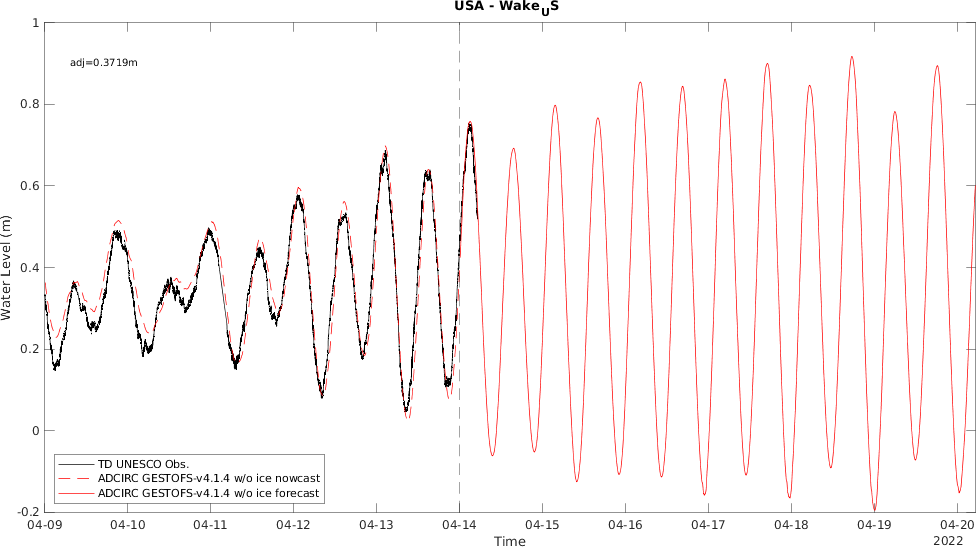 USA - WakeUS
adj=0.3719m
1
0.8
0.6
0.4
0.2
0
-0.2
Water Level (m)
TD UNESCO Obs.
ADCIRC GESTOFS-v4.1.4 w/o ice nowcast
ADCIRC GESTOFS-v4.1.4 w/o ice forecast
04-09 04-10 04-11 04-12 04-13 04-14 04-15 04-16 04-17 04-18 04-19 04-20
Time
2022